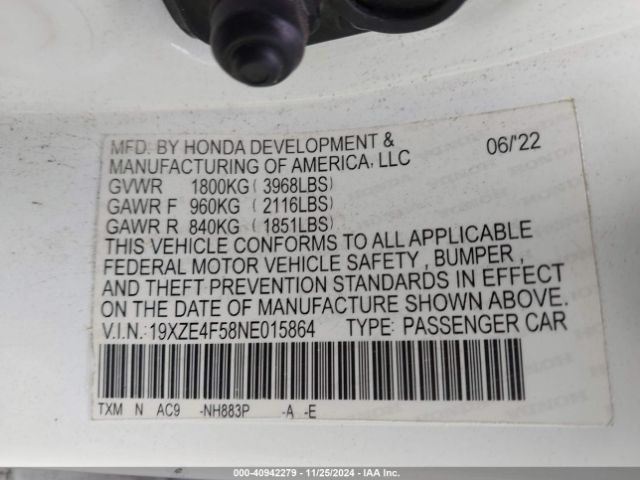 MFD. BY HONDA DEVELOPMENT & 06/'22
MANUFACTURING OF AMERICA, LLC
GVWR 1800KG ( 3968LBS)
GAWR F 960KG ( 2116LBS)
GAWR R 840KG ( 1851LBS)
THIS VEHICLE CONFORMS TO ALL APPLICABLE
FEDERAL MOTOR VEHICLE SAFETY , BUMPER ,
AND THEFT PREVENTION STANDARDS IN EFFECT
ON THE DATE OF MANUFACTURE SHOWN ABOVE.
V.I.N.:19XZE4F58NE015864 TYPE: PASSENGER CAR
TXM N AC9 -NH883P -A -E
000-40942279 - 11/25/2024 - IAA Inc.